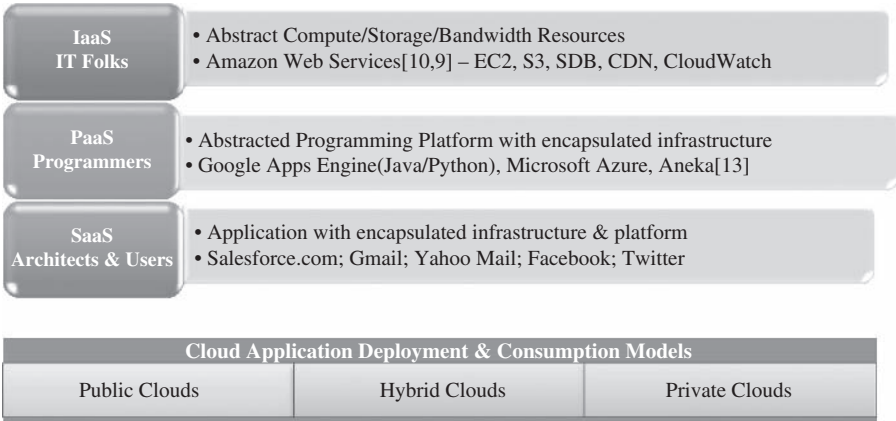 IaaS
IT Folks
• Abstract Compute/Storage/Bandwidth Resources
• Amazon Web Services[10,9] – EC2, S3, SDB, CDN, CloudWatch
PaaS
Programmers
• Abstracted Programming Platform with encapsulated infrastructure
• Google Apps Engine(Java/Python), Microsoft Azure, Aneka[13]
SaaS
Architects & Users
• Application with encapsulated infrastructure & platform
• Salesforce.com; Gmail; Yahoo Mail; Facebook; Twitter
Cloud Application Deployment & Consumption Models
Public Clouds
Hybrid Clouds
Private Clouds